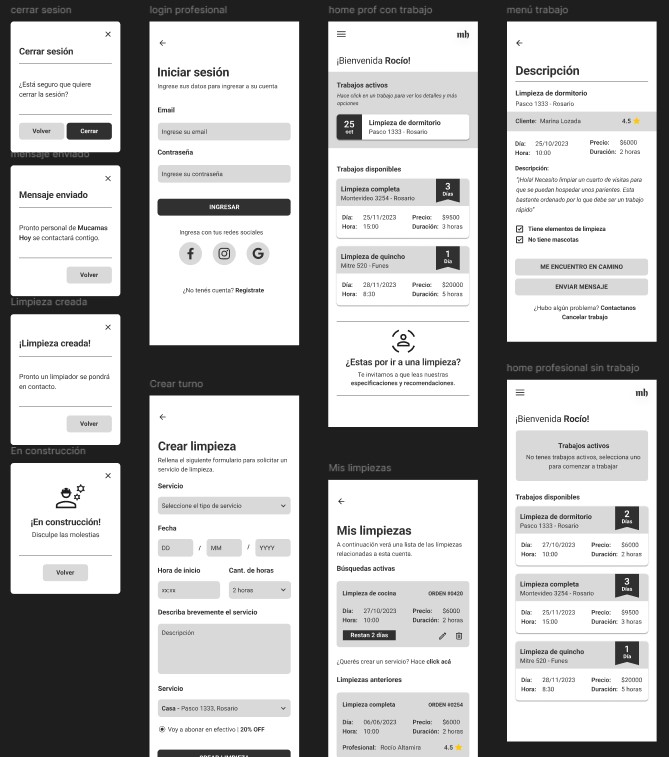 cerrar sesión
Cerrar sesión
¿Está seguro que quiere
cerrar la sesión?
Volver
Cerrar
mensaje enviado
Mensaje enviado
Pronto personal de Mucamas
Hoy se contactará contigo.
Volver
Limpieza creada
¡Limpieza creada!
Pronto un limpiador se pondrá
en contacto.
Volver
En construcción
¡En construcción!
Disculpe las molestias
Volver
login profesional
Iniciar sesión
Ingrese sus datos para ingresar a su cuenta
Email
Ingrese su email
Contraseña
Ingrese su contraseña
INGRESAR
Ingresa con tus redes sociales
¿No tenés cuenta? Registrate
Crear turno
Crear limpieza
Rellena el siguiente formulario para solicitar un
servicio de limpieza.
Servicio
Seleccione el tipo de servicio
Fecha
DD / MM / YYYY
Hora de inicio Cant. de horas
xx:xx 2 horas
Describa brevemente el servicio
Descripción
Servicio
Casa - Pasco 1333, Rosario
Voy a abonar en efectivo | 20% OFF
CREAR LIMPIEZA
home prof con trabajo
mh
¡Bienvenida Rocío!
Trabajos activos
Hace click en un trabajo para ver los detalles y más
opciones
25
oct
Limpieza de dormitorio
Pasco 1333 - Rosario
Trabajos disponibles
Limpieza completa
Montevideo 3254 - Rosario
3
Días
Día: 25/11/2023 Precio: $9500
Hora: 15:00 Duración: 3 horas
Limpieza de quincho
Mitre 520 - Funes
1
Día
Día: 28/11/2023 Precio: $20000
Hora: 8:30 Duración: 5 horas
¿Estas por ir a una limpieza?
Te invitamos a que leas nuestras
especificaciones y recomendaciones.
Mis limpiezas
Mis limpiezas
A continuación verá una lista de las limpiezas
relacionadas a esta cuenta.
Búsquedas activas
Limpieza de cocina ORDEN #0420
Día: 27/10/2023 Precio: $6000
Hora: 10:00 Duración: 2 horas
Restan 2 días
¿Querés crear un servicio? Hace click acá
Limpiezas anteriores
Limpieza completa ORDEN #0254
Día: 06/06/2023 Precio: $6000
Hora: 10:00 Duración: 2 horas
Profesional: Rocío Altamira 4.5
menú trabajo
Descripción
Limpieza de dormitorio
Pasco 1333 - Rosario
Cliente: Marina Lozada 4.5
Día: 25/10/2023 Precio: $6000
Hora: 10:00 Duración: 2 horas
Descripción:
"¡Hola! Necesito limpiar un cuarto de visitas para
que se puedan hospedar unos parientes. Esta
bastante ordenado por lo que debe ser un trabajo
rápido"
Tiene elementos de limpieza
No tiene mascotas
ME ENCUENTRO EN CAMINO
ENVIAR MENSAJE
¿Hubo algún problema? Contactanos
Cancelar trabajo
home profesional sin trabajo
mh
¡Bienvenida Rocío!
Trabajos activos
No tenes trabajos activos, selecciona uno
para comenzar a trabajar
Trabajos disponibles
Limpieza de dormitorio
Pasco 1333 - Rosario
2
Días
Día: 27/10/2023 Precio: $6000
Hora: 10:00 Duración: 2 horas
Limpieza completa
Montevideo 3254 - Rosario
3
Días
Día: 25/11/2023 Precio: $9500
Hora: 15:00 Duración: 3 horas
Limpieza de quincho
Mitre 520 - Funes
1
Día
Día: 28/11/2023 Precio: $20000
Hora: 8:30 Duración: 5 horas